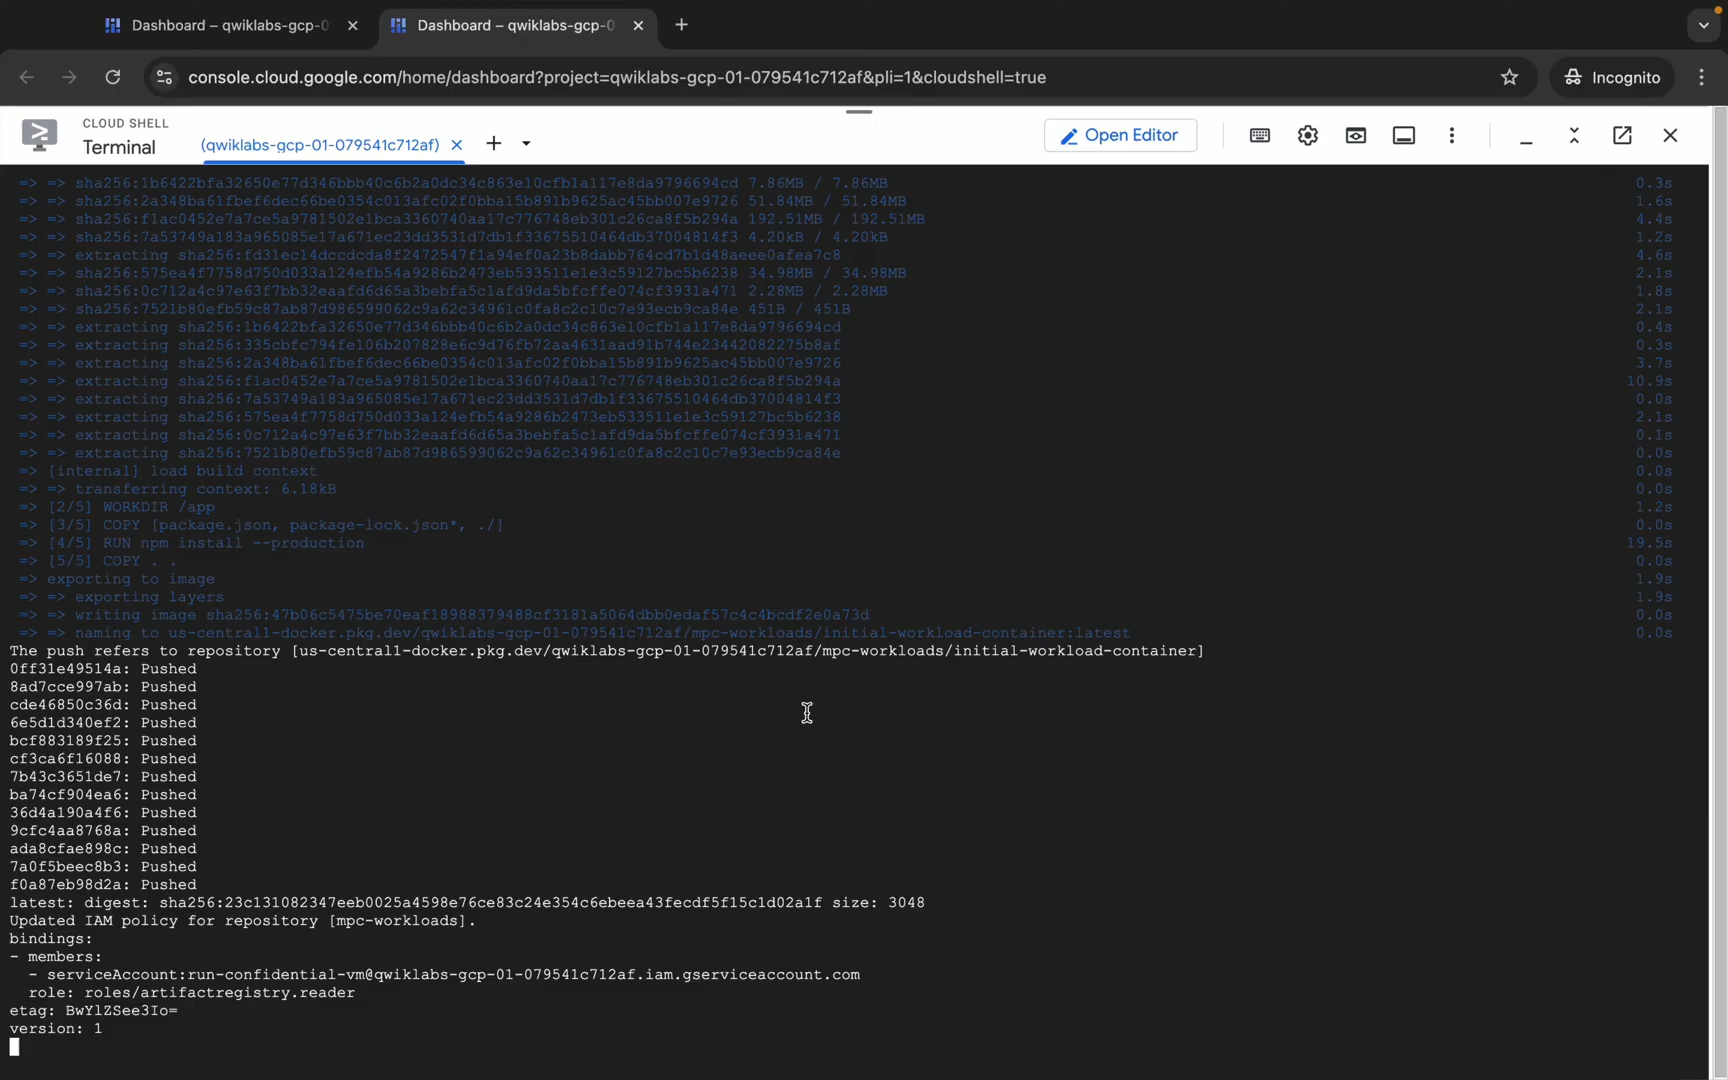 Dashboard – qwiklabs-gcp-0
Dashboard – qwiklabs-gcp-0
console.cloud.google.com/home/dashboard?project=qwiklabs-gcp-01-079541c712af&pli=1&cloudshell=true
Incognito
CLOUD SHELL
Terminal
(qwiklabs-gcp-01-079541c712af)
Open Editor
=> => sha256:1b6422bfa32650e77d346bbb40c6b2a0dc34c863e10cfb1a117e8da9796694cd 7.86MB / 7.86MB 0.3s
=> => sha256:2a348ba61fbef6dec66be0354c013afc02f0bba15b891b9625ac45bb007e9726 51.84MB / 51.84MB 1.6s
=> => sha256:f1ac0452e7a7ce5a9781502e1bca3360740aa17c776748eb301c26ca8f5b294a 192.51MB / 192.51MB 4.4s
=> => sha256:7a53749a183a965085e17a671ec23dd3531d7db1f33675510464db37004814f3 4.20kB / 4.20kB 1.2s
=> => extracting sha256:fd31ec14dccdcda8f2472547f1a94ef0a23b8dabb764cd7b1d48aeee0afea7c8 4.6s
=> => sha256:575ea4f7758d750d033a124efb54a9286b2473eb533511e1e3c59127bc5b6238 34.98MB / 34.98MB 2.1s
=> => sha256:0c712a4c97e63f7bb32eaafd6d65a3bebfa5c1afd9da5bfcffe074cf3931a471 2.28MB / 2.28MB 1.8s
=> => sha256:7521b80efb59c87ab87d986599062c9a62c34961c0fa8c2c10c7e93ecb9ca84e 451B / 451B 2.1s
=> => extracting sha256:1b6422bfa32650e77d346bbb40c6b2a0dc34c863e10cfb1a117e8da9796694cd 0.4s
=> => extracting sha256:335cbfc794fe106b207828e6c9d76fb72aa4631aad91b744e23442082275b8af 0.3s
=> => extracting sha256:2a348ba61fbef6dec66be0354c013afc02f0bba15b891b9625ac45bb007e9726 3.7s
=> => extracting sha256:f1ac0452e7a7ce5a9781502e1bca3360740aa17c776748eb301c26ca8f5b294a 10.9s
=> => extracting sha256:7a53749a183a965085e17a671ec23dd3531d7db1f33675510464db37004814f3 0.0s
=> => extracting sha256:575ea4f7758d750d033a124efb54a9286b2473eb533511e1e3c59127bc5b6238 2.1s
=> => extracting sha256:0c712a4c97e63f7bb32eaafd6d65a3bebfa5c1afd9da5bfcffe074cf3931a471 0.1s
=> => extracting sha256:7521b80efb59c87ab87d986599062c9a62c34961c0fa8c2c10c7e93ecb9ca84e 0.0s
=> [internal] load build context 0.0s
=> => transferring context: 6.18kB 0.0s
=> [2/5] WORKDIR /app 1.2s
=> [3/5] COPY [package.json, package-lock.json*, ./] 0.0s
=> [4/5] RUN npm install --production 19.5s
=> [5/5] COPY . . 0.0s
=> exporting to image 1.9s
=> => exporting layers 1.9s
=> => writing image sha256:47b06c5475be70eaf18988379488cf3181a5064dbb0edaf57c4c4bcdf2e0a73d 0.0s
=> => naming to us-central1-docker.pkg.dev/qwiklabs-gcp-01-079541c712af/mpc-workloads/initial-workload-container:latest 0.0s
The push refers to repository [us-central1-docker.pkg.dev/qwiklabs-gcp-01-079541c712af/mpc-workloads/initial-workload-container]
0ff31e49514a: Pushed
8ad7cce997ab: Pushed
cde46850c36d: Pushed
6e5d1d340ef2: Pushed
bcf883189f25: Pushed
cf3ca6f16088: Pushed
7b43c3651de7: Pushed
ba74cf904ea6: Pushed
36d4a190a4f6: Pushed
9cfc4aa8768a: Pushed
ada8cfae898c: Pushed
7a0f5beec8b3: Pushed
f0a87eb98d2a: Pushed
latest: digest: sha256:23c131082347eeb0025a4598e76ce83c24e354c6ebeea43fecdf5f15c1d02a1f size: 3048
Updated IAM policy for repository [mpc-workloads].
bindings:
- members:
  - serviceAccount:run-confidential-vm@qwiklabs-gcp-01-079541c712af.iam.gserviceaccount.com
  role: roles/artifactregistry.reader
etag: BwYlZSee3Io=
version: 1